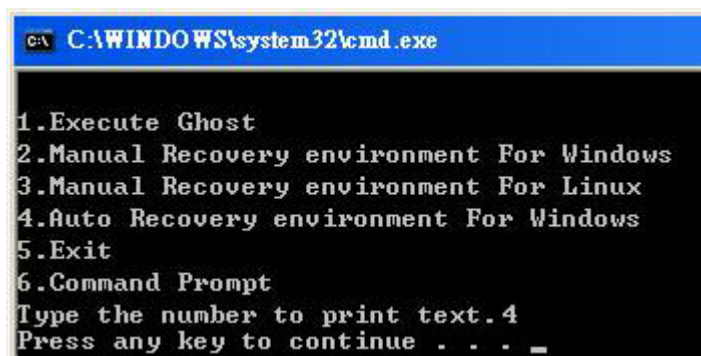 C:\WINDOWS\system32\cmd.exe
1.Execute Ghost
2.Manual Recovery environment For Windows
3.Manual Recovery environment For Linux
4.Auto Recovery environment For Windows
5.Exit
6.Command Prompt
Type the number to print text.4
Press any key to continue . . . _